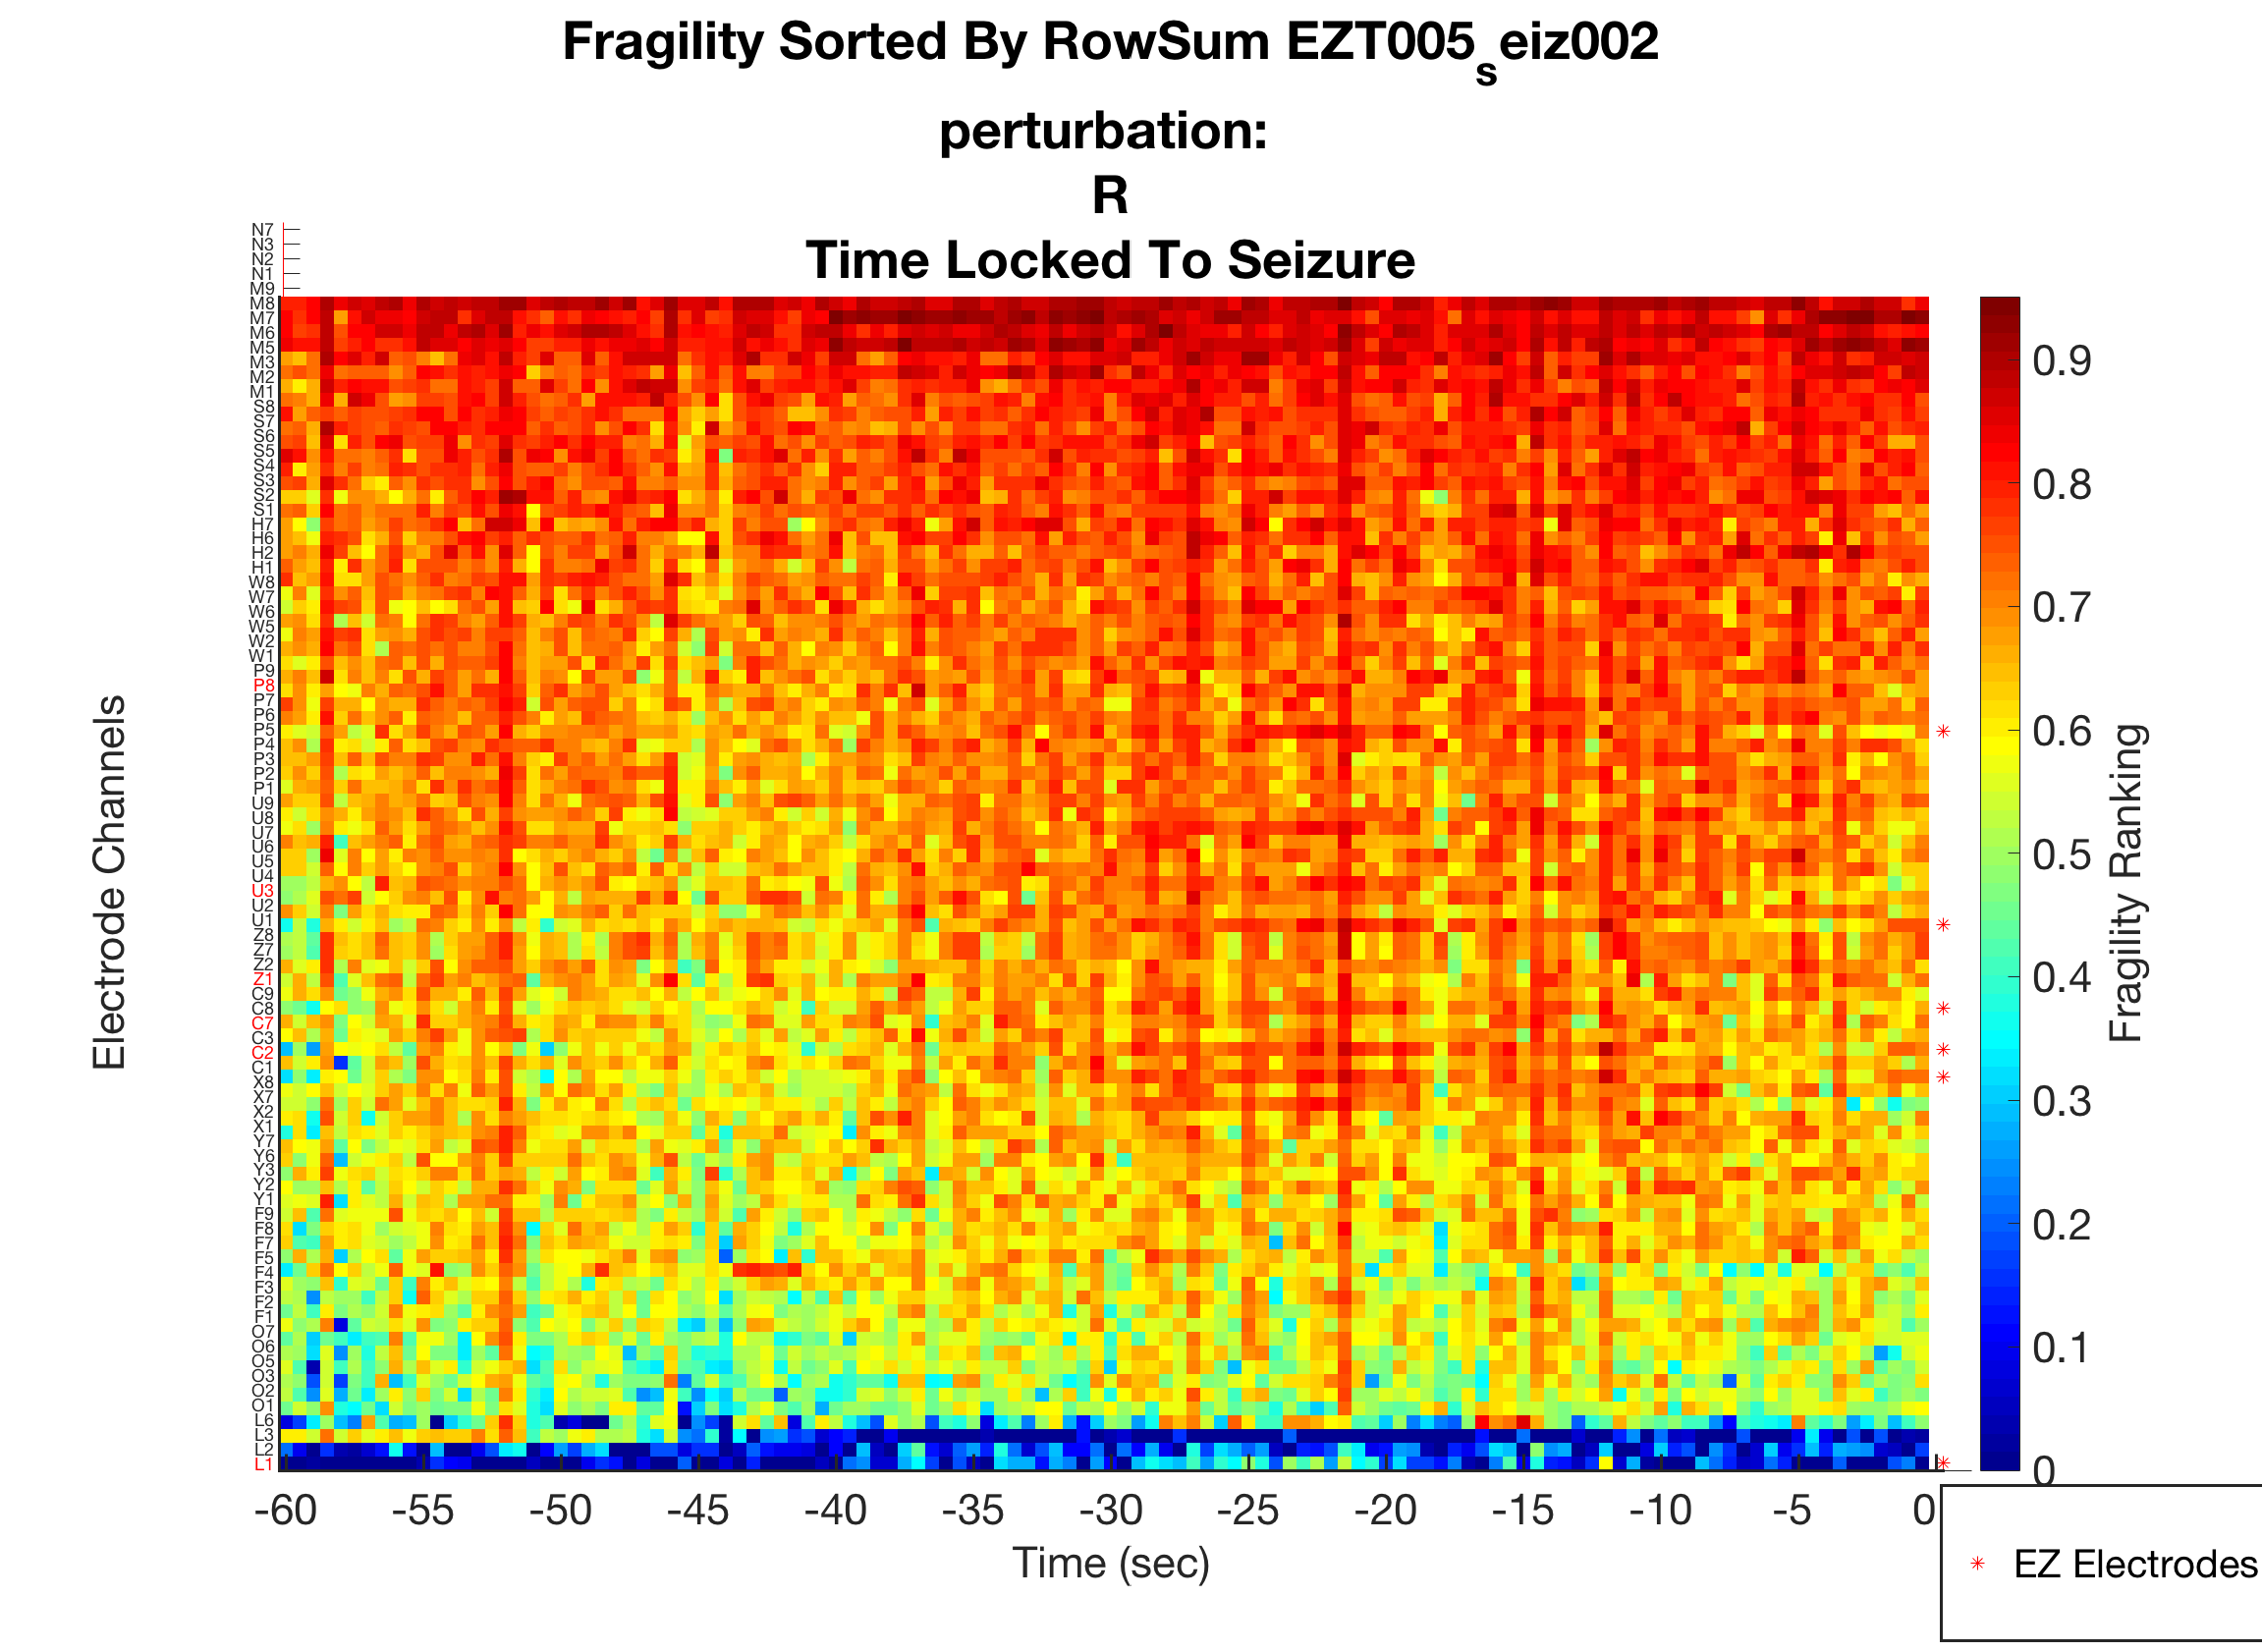 Fragility Sorted By RowSum EZT005seiz002
perturbation:
R
Time Locked To Seizure
Electrode Channels
N7
N3
N2
N1
M9
M8
M7
M6
M5
M3
M2
M1
S8
S7
S6
S5
S4
S3
S2
S1
H7
H6
H2
H1
W8
W7
W6
W5
W2
W1
P9
P8
P7
P6
P5
P4
P3
P2
P1
U9
U8
U7
U6
U5
U4
U3
U2
U1
Z8
Z7
Z2
Z1
C9
C8
C7
C3
C2
C1
X8
X7
X2
X1
Y7
Y6
Y3
Y2
Y1
F9
F8
F7
F5
F4
F3
F2
F1
O7
O6
O5
O3
O2
O1
L6
L3
L2
L1
-60 -55 -50 -45 -40 -35 -30 -25 -20 -15 -10 -5 0
Time (sec)
0.9
0.8
0.7
0.6
0.5
0.4
0.3
0.2
0.1
0
Fragility Ranking
EZ Electrodes